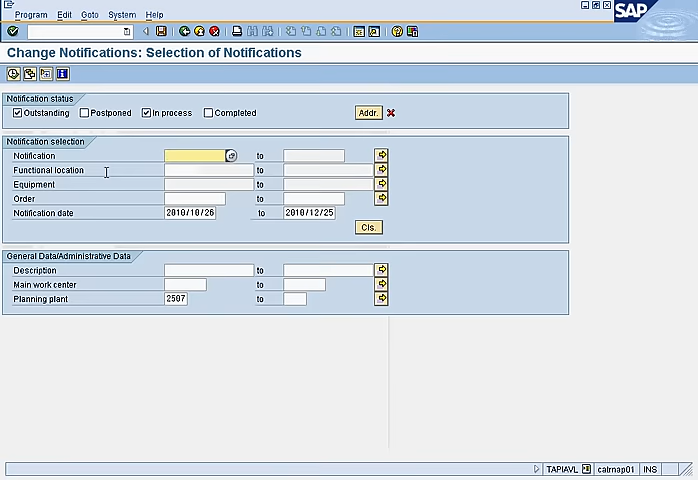 Program Edit Goto System Help
SAP
Change Notifications: Selection of Notifications
Notification status
Outstanding Postponed In process Completed Addr.
Notification selection
Notification to
Functional location to
Equipment to
Order to
Notification date 2010/10/26 to 2010/12/25
Cls.
General Data/Administrative Data
Description to
Main work center to
Planning plant 2507 to
TAPIAVL calrnap01 INS